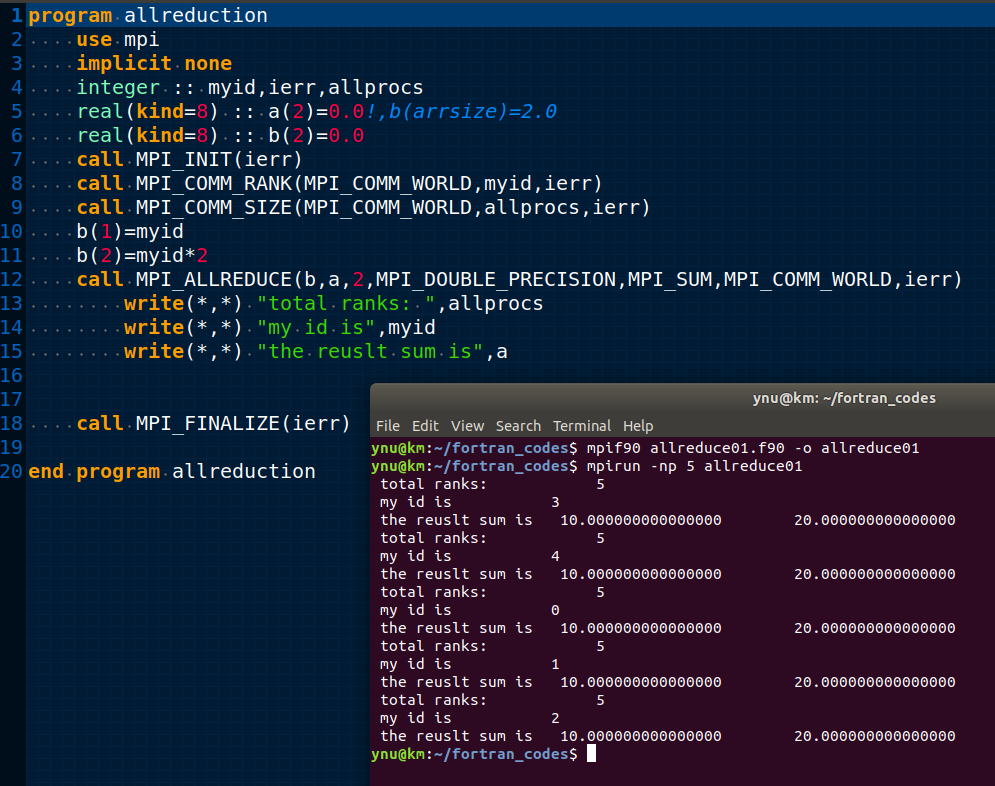 1 program allreduction
2 use mpi
3 implicit none
4 integer :: myid,ierr,allprocs
5 real(kind=8) :: a(2)=0.0!,b(arrsize)=2.0
6 real(kind=8) :: b(2)=0.0
7 call MPI_INIT(ierr)
8 call MPI_COMM_RANK(MPI_COMM_WORLD,myid,ierr)
9 call MPI_COMM_SIZE(MPI_COMM_WORLD,allprocs,ierr)
10 b(1)=myid
11 b(2)=myid*2
12 call MPI_ALLREDUCE(b,a,2,MPI_DOUBLE_PRECISION,MPI_SUM,MPI_COMM_WORLD,ierr)
13 write(*,*) "total ranks: ",allprocs
14 write(*,*) "my id is",myid
15 write(*,*) "the reuslt sum is",a
16
17
18 call MPI_FINALIZE(ierr)
19
20 end program allreduction
ynu@km: ~/fortran_codes
File Edit View Search Terminal Help
ynu@km:~/fortran_codes$ mpif90 allreduce01.f90 -o allreduce01
ynu@km:~/fortran_codes$ mpirun -np 5 allreduce01
total ranks: 5
my id is 3
the reuslt sum is 10.000000000000000 20.000000000000000
total ranks: 5
my id is 4
the reuslt sum is 10.000000000000000 20.000000000000000
total ranks: 5
my id is 0
the reuslt sum is 10.000000000000000 20.000000000000000
total ranks: 5
my id is 1
the reuslt sum is 10.000000000000000 20.000000000000000
total ranks: 5
my id is 2
the reuslt sum is 10.000000000000000 20.000000000000000
ynu@km:~/fortran_codes$